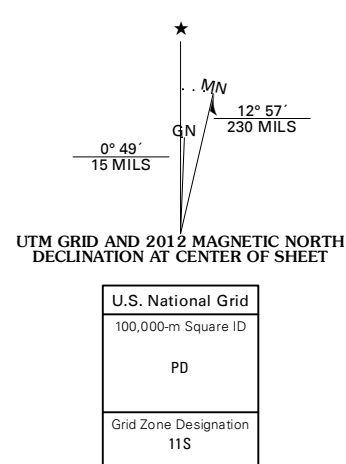 ★
MN
12° 57´
230 MILS
GN
0° 49´
15 MILS
UTM GRID AND 2012 MAGNETIC NORTH
DECLINATION AT CENTER OF SHEET
U.S. National Grid
100,000-m Square ID
PD
Grid Zone Designation
11S